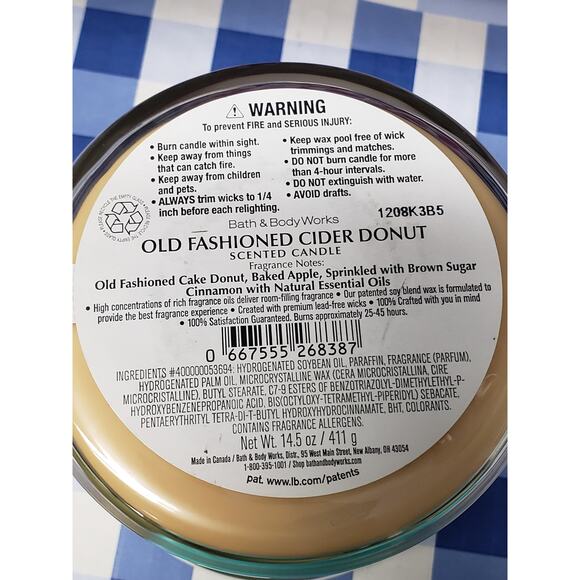 WARNING
To prevent FIRE and SERIOUS INJURY:
• Burn candle within sight.
• Keep away from things
that can catch fire.
• Keep away from children
and pets.
• ALWAYS trim wicks to 1/4
inch before each relighting.
• Keep wax pool free of wick
trimmings and matches.
• DO NOT burn candle for more
than 4-hour intervals.
• DO NOT extinguish with water.
• AVOID drafts.
Bath & Body Works
1208K3B5
OLD FASHIONED CIDER DONUT
SCENTED CANDLE
Fragrance Notes:
Old Fashioned Cake Donut, Baked Apple, Sprinkled with Brown Sugar
Cinnamon with Natural Essential Oils
• High concentrations of rich fragrance oils deliver room-filling fragrance • Our patented soy blend wax is formulated to
provide the best fragrance experience • Created with premium lead-free wicks • 100% Crafted with you in mind
• 100% Satisfaction Guaranteed. Burns approximately 25-45 hours.
0 667555 268387
INGREDIENTS #400000053694: HYDROGENATED SOYBEAN OIL, PARAFFIN, FRAGRANCE (PARFUM),
HYDROGENATED PALM OIL, MICROCRYSTALLINE WAX (CERA MICROCRISTALLINA, CIRE
MICROCRISTALLINE), BUTYL STEARATE, C7-9 ESTERS OF BENZOTRIAZOLYL-DIMETHYLETHYL-P-
HYDROXYBENZENEPROPANOIC ACID, BIS(OCTYLOXY-TETRAMETHYL-PIPERIDYL) SEBACATE,
PENTAERYTHRITYL TETRA-DI-T-BUTYL HYDROXYHYDROCINNAMATE, BHT, COLORANTS.
CONTAINS FRAGRANCE ALLERGENS.
Net Wt. 14.5 oz / 411 g
Made in Canada / Bath & Body Works, Distr., 95 West Main Street, New Albany, OH 43054
1-800-395-1001 / Shop bathandbodyworks.com
pat. www.lb.com/patents